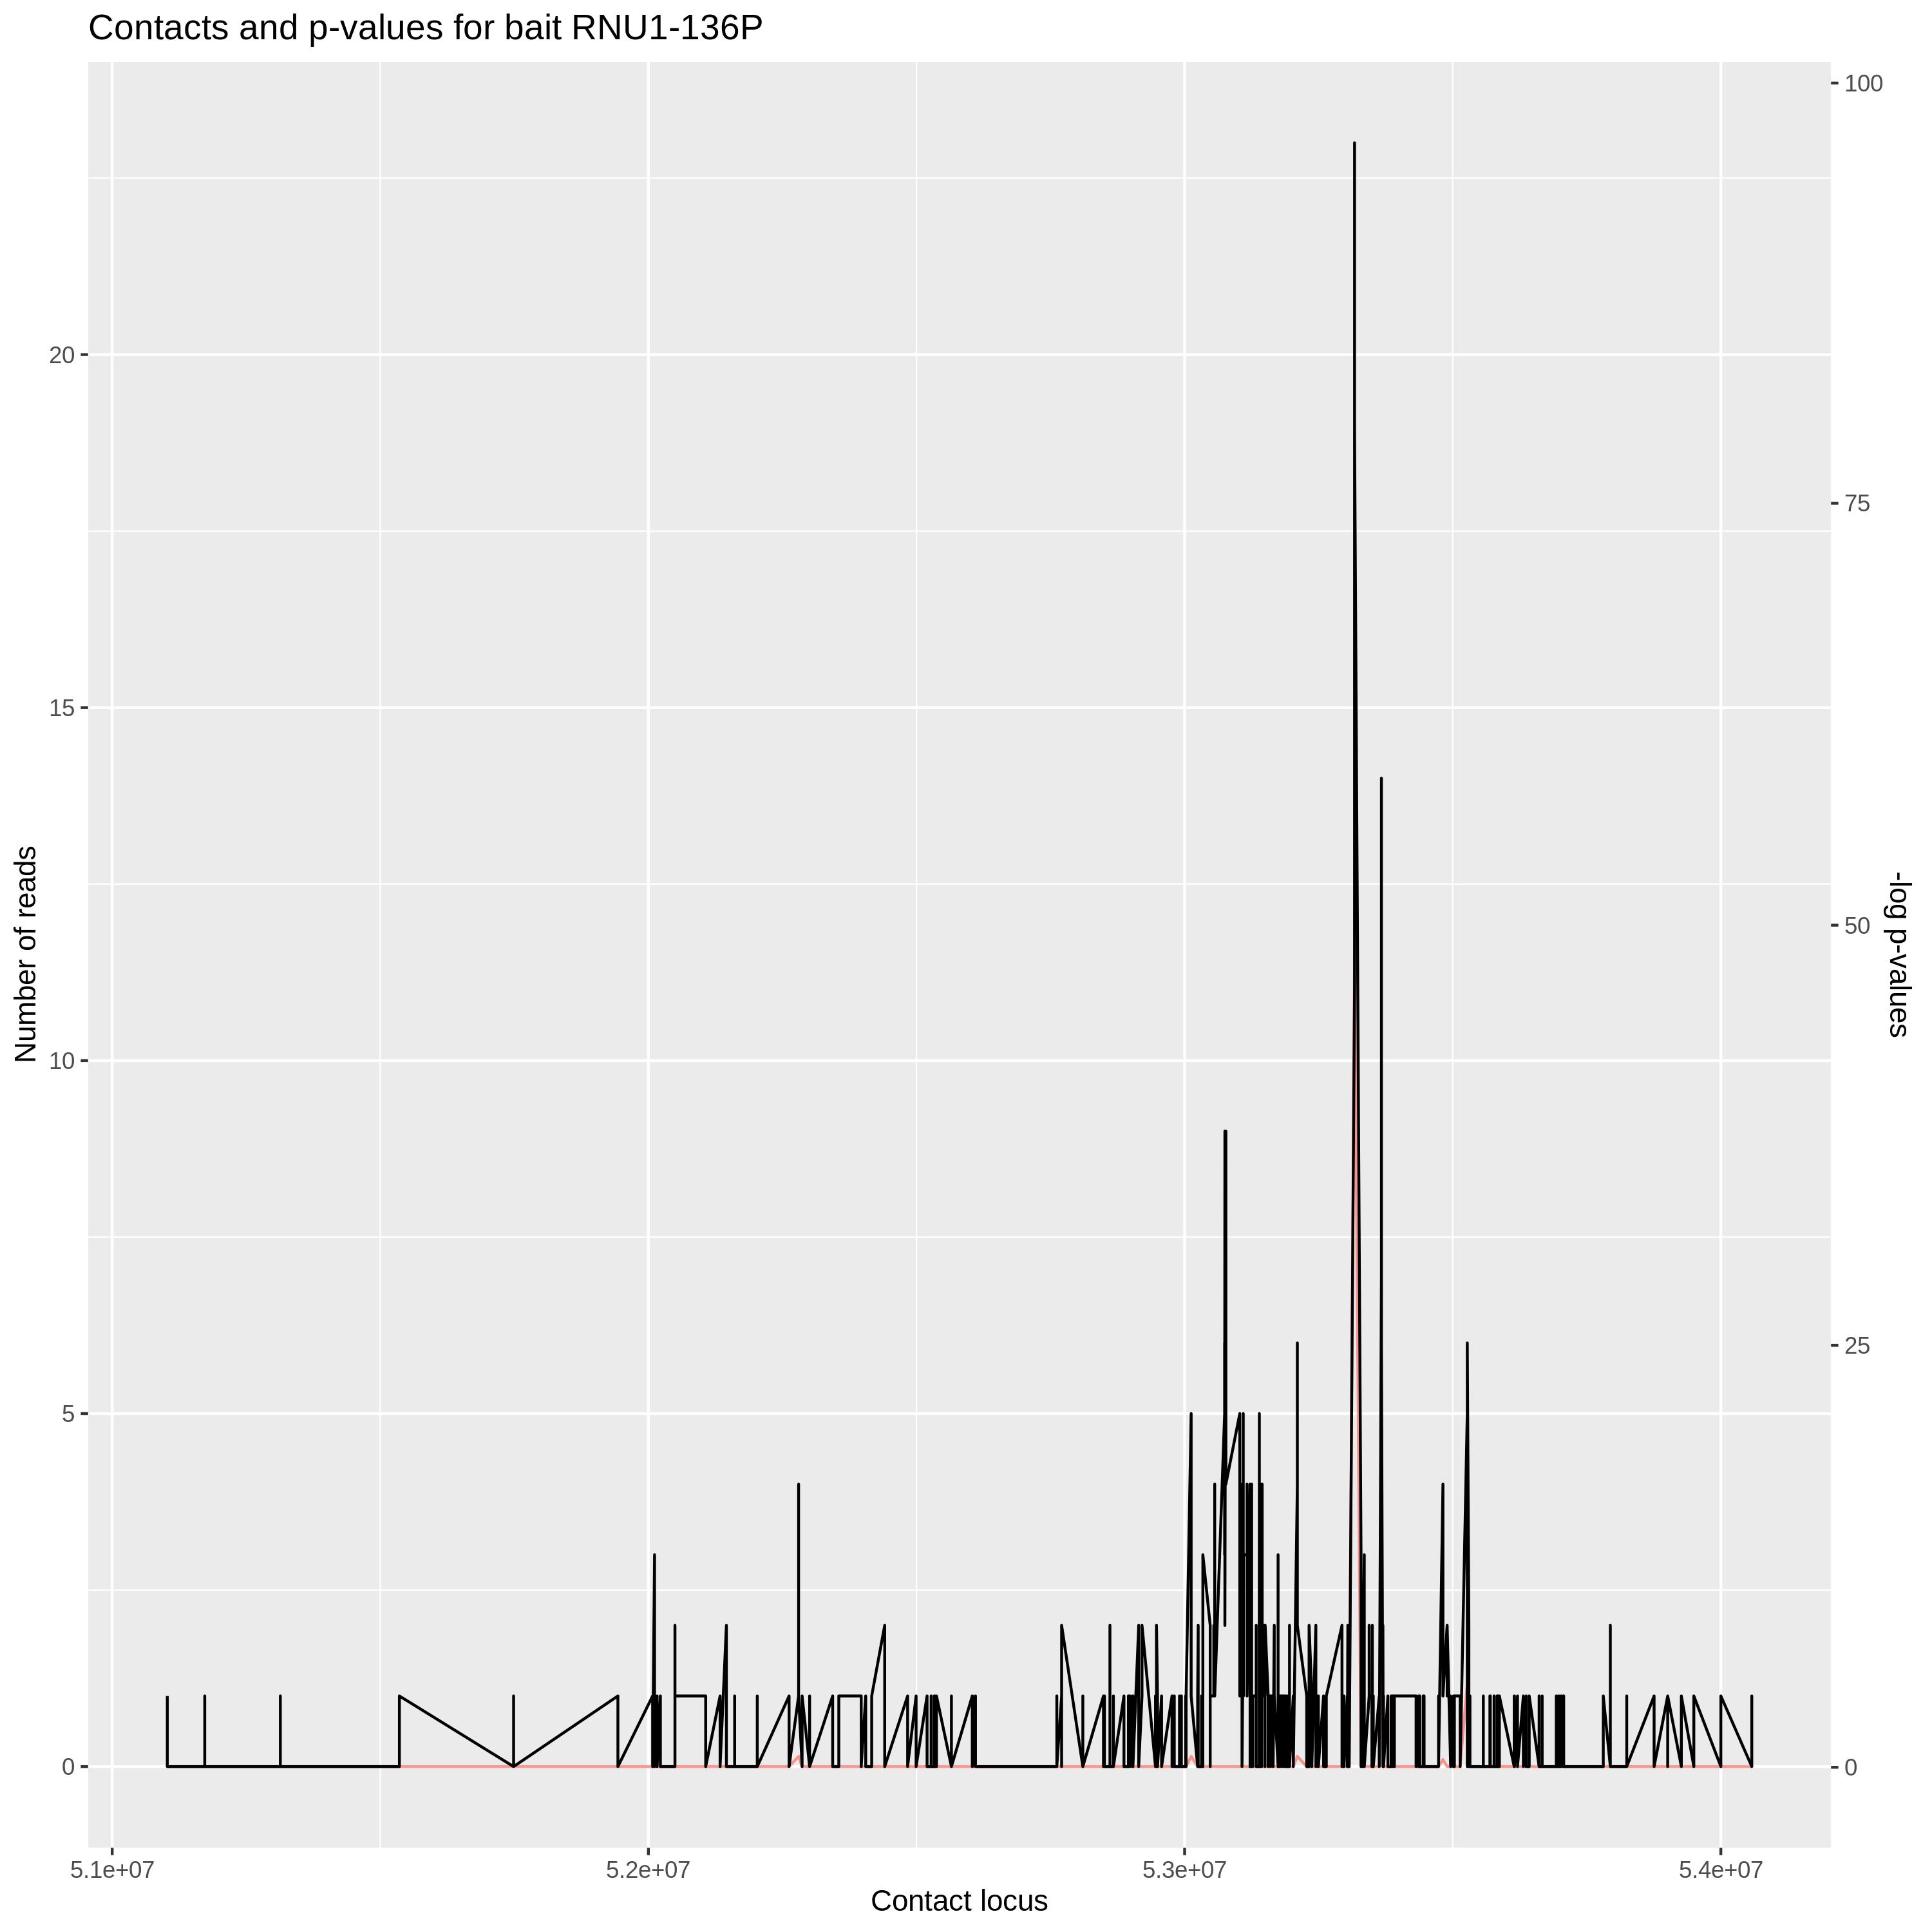 Contacts and p-values for bait RNU1-136P
100
20
75
15
Number of reads
-log p-values
50
10
25
5
0
0
5.1e+07
5.2e+07
5.3e+07
5.4e+07
Contact locus